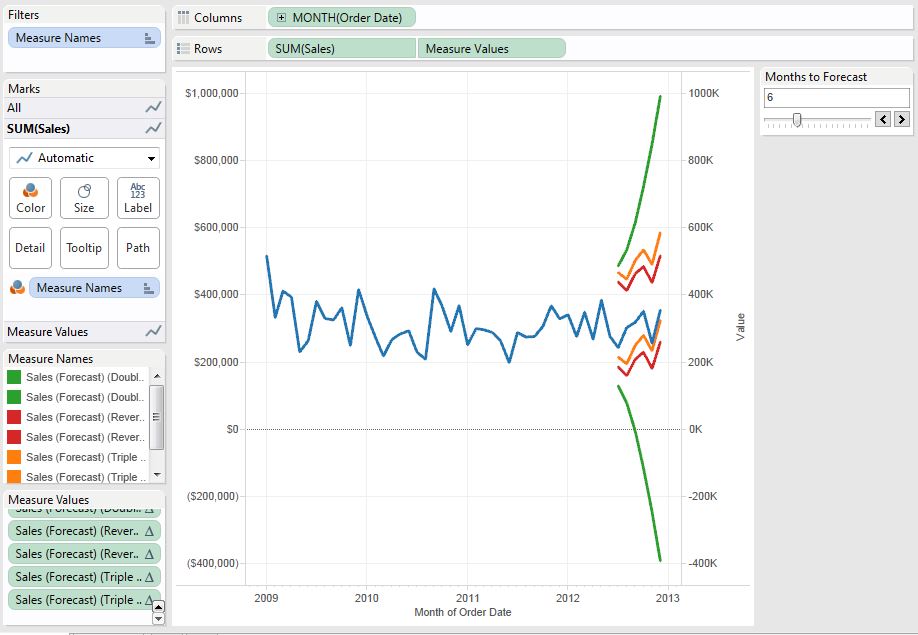 Filters
Measure Names
Marks
All
SUM(Sales)
Automatic
Color
Size
Abc
123
Label
Detail
Tooltip
Path
Measure Names
Measure Values
Measure Names
Sales (Forecast) (Doubl..
Sales (Forecast) (Doubl..
Sales (Forecast) (Rever..
Sales (Forecast) (Rever..
Sales (Forecast) (Triple ..
Sales (Forecast) (Triple ..
Measure Values
Sales (Forecast) (Doubl.. Δ
Sales (Forecast) (Rever.. Δ
Sales (Forecast) (Rever.. Δ
Sales (Forecast) (Triple .. Δ
Sales (Forecast) (Triple .. Δ
Columns
MONTH(Order Date)
Rows
SUM(Sales)
Measure Values
$1,000,000
$800,000
$600,000
$400,000
$200,000
$0
($200,000)
($400,000)
1000K
800K
600K
400K
200K
0K
-200K
-400K
Value
2009
2010
2011
2012
2013
Month of Order Date
Months to Forecast
6